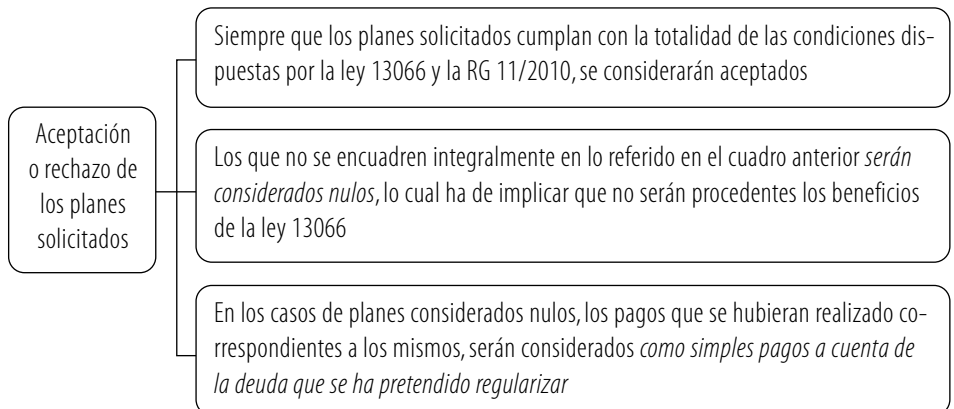 Aceptación
o rechazo de
los planes
solicitados
Siempre que los planes solicitados cumplan con la totalidad de las condiciones dis-
puestas por la ley 13066 y la RG 11/2010, se considerarán aceptados
Los que no se encuadren integralmente en lo referido en el cuadro anterior serán
considerados nulos, lo cual ha de implicar que no serán procedentes los beneficios
de la ley 13066
En los casos de planes considerados nulos, los pagos que se hubieran realizado co-
rrespondientes a los mismos, serán considerados como simples pagos a cuenta de
la deuda que se ha pretendido regularizar